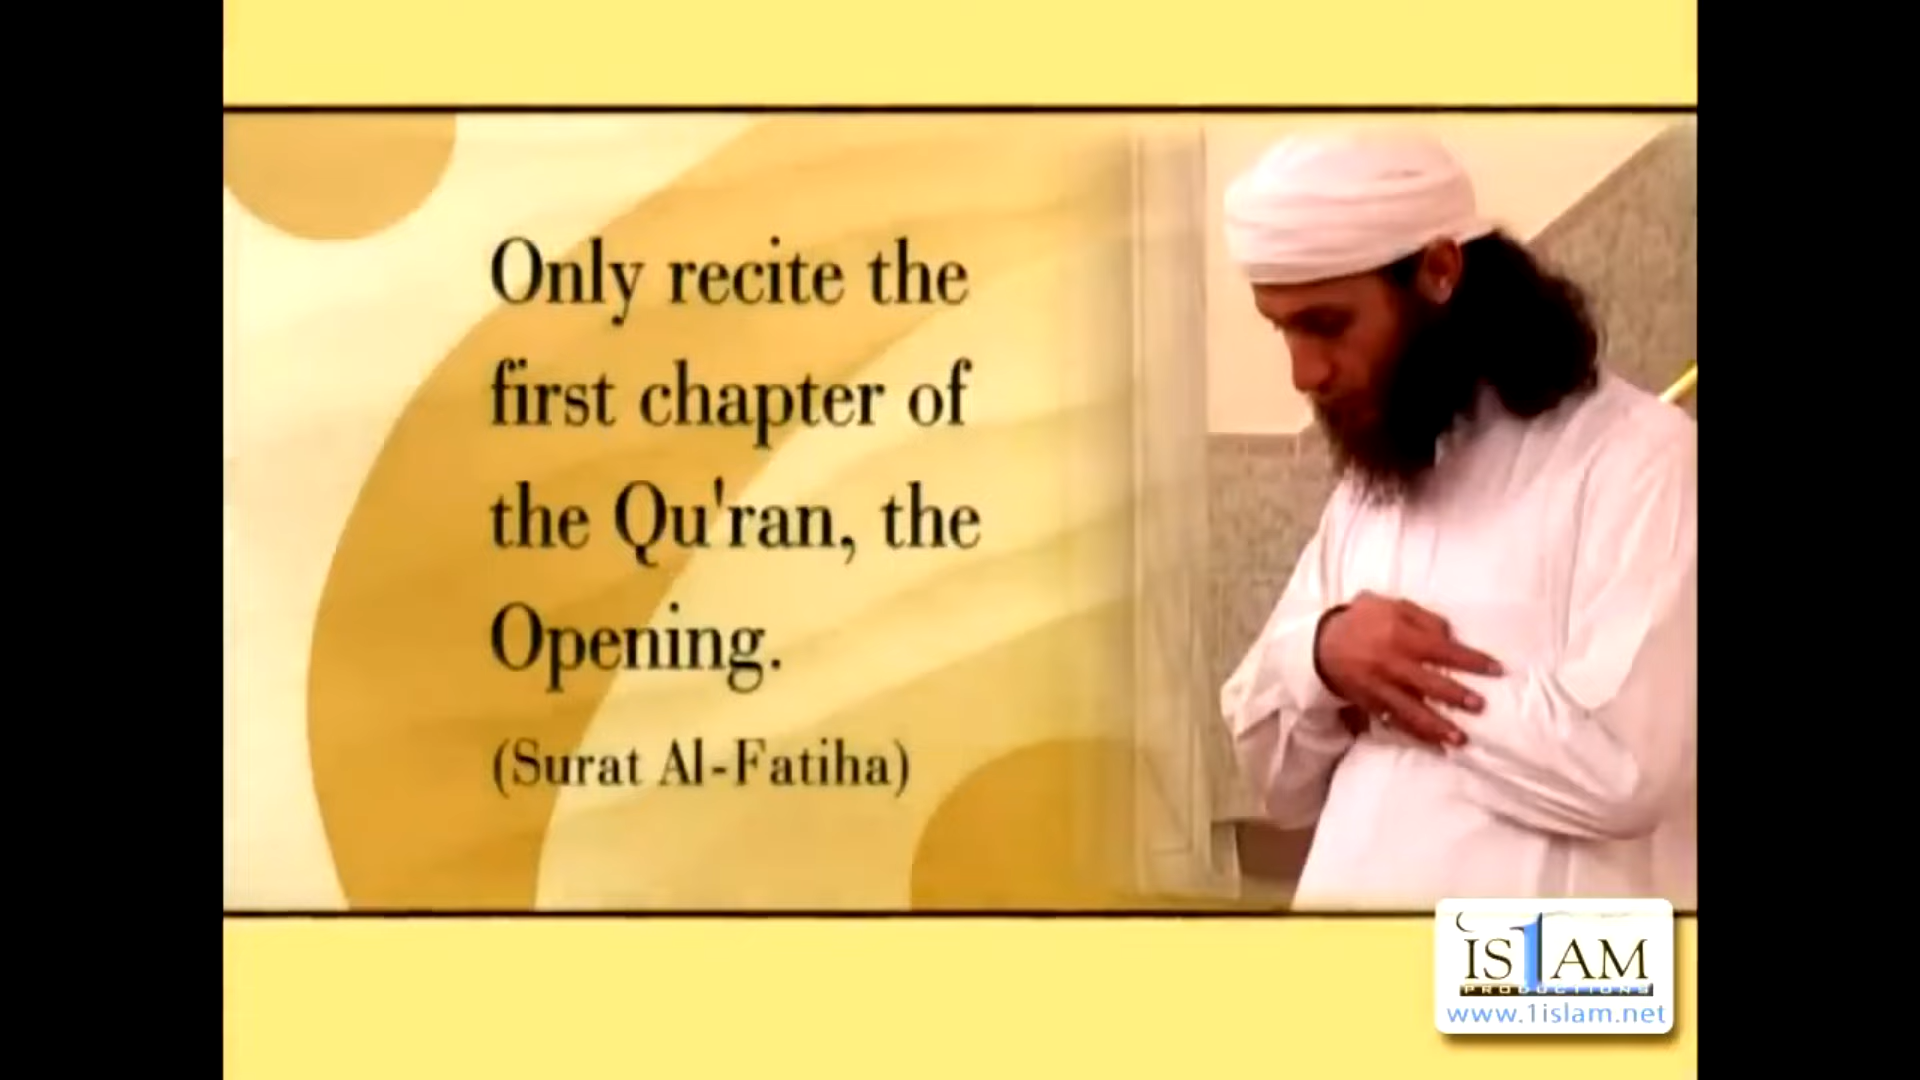 Only recite the
first chapter of
the Qu'ran, the
Opening.
(Surat Al-Fatiha)
IS1AM
PRODUCTIONS
www.1islam.net